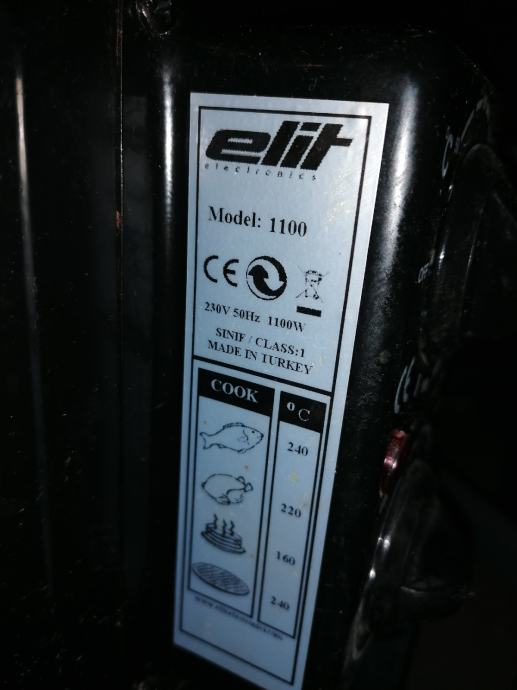 elit
electronics
Model: 1100
CE
230V 50Hz 1100W
SINIF / CLASS:1
MADE IN TURKEY
COOK °C
240
220
160
240